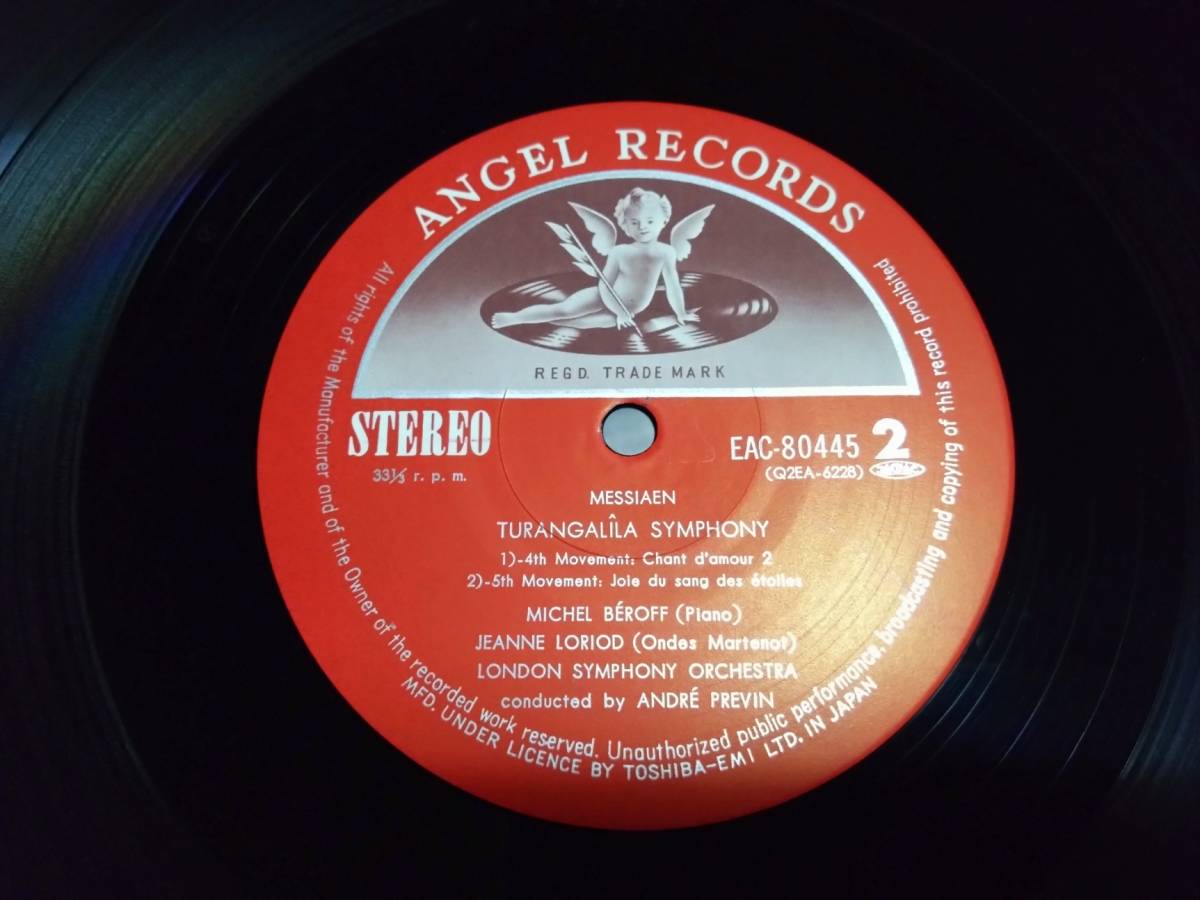 ANGEL RECORDS
REGD. TRADE MARK
STEREO
33⅓ r. p. m.
EAC-80445 2
(Q2EA-6228)
MESSIAEN
TURANGALÎLA SYMPHONY
1)-4th Movement: Chant d'amour 2
2)-5th Movement: Joie du sang des étoiles
MICHEL BÉROFF (Piano)
JEANNE LORIOD (Ondes Martenot)
LONDON SYMPHONY ORCHESTRA
conducted by ANDRÉ PREVIN
All rights of the Manufacturer and of the Owner of the recorded work reserved. Unauthorized public performance, broadcasting and copying of this record prohibited
MFD. UNDER LICENCE BY TOSHIBA-EMI LTD. IN JAPAN